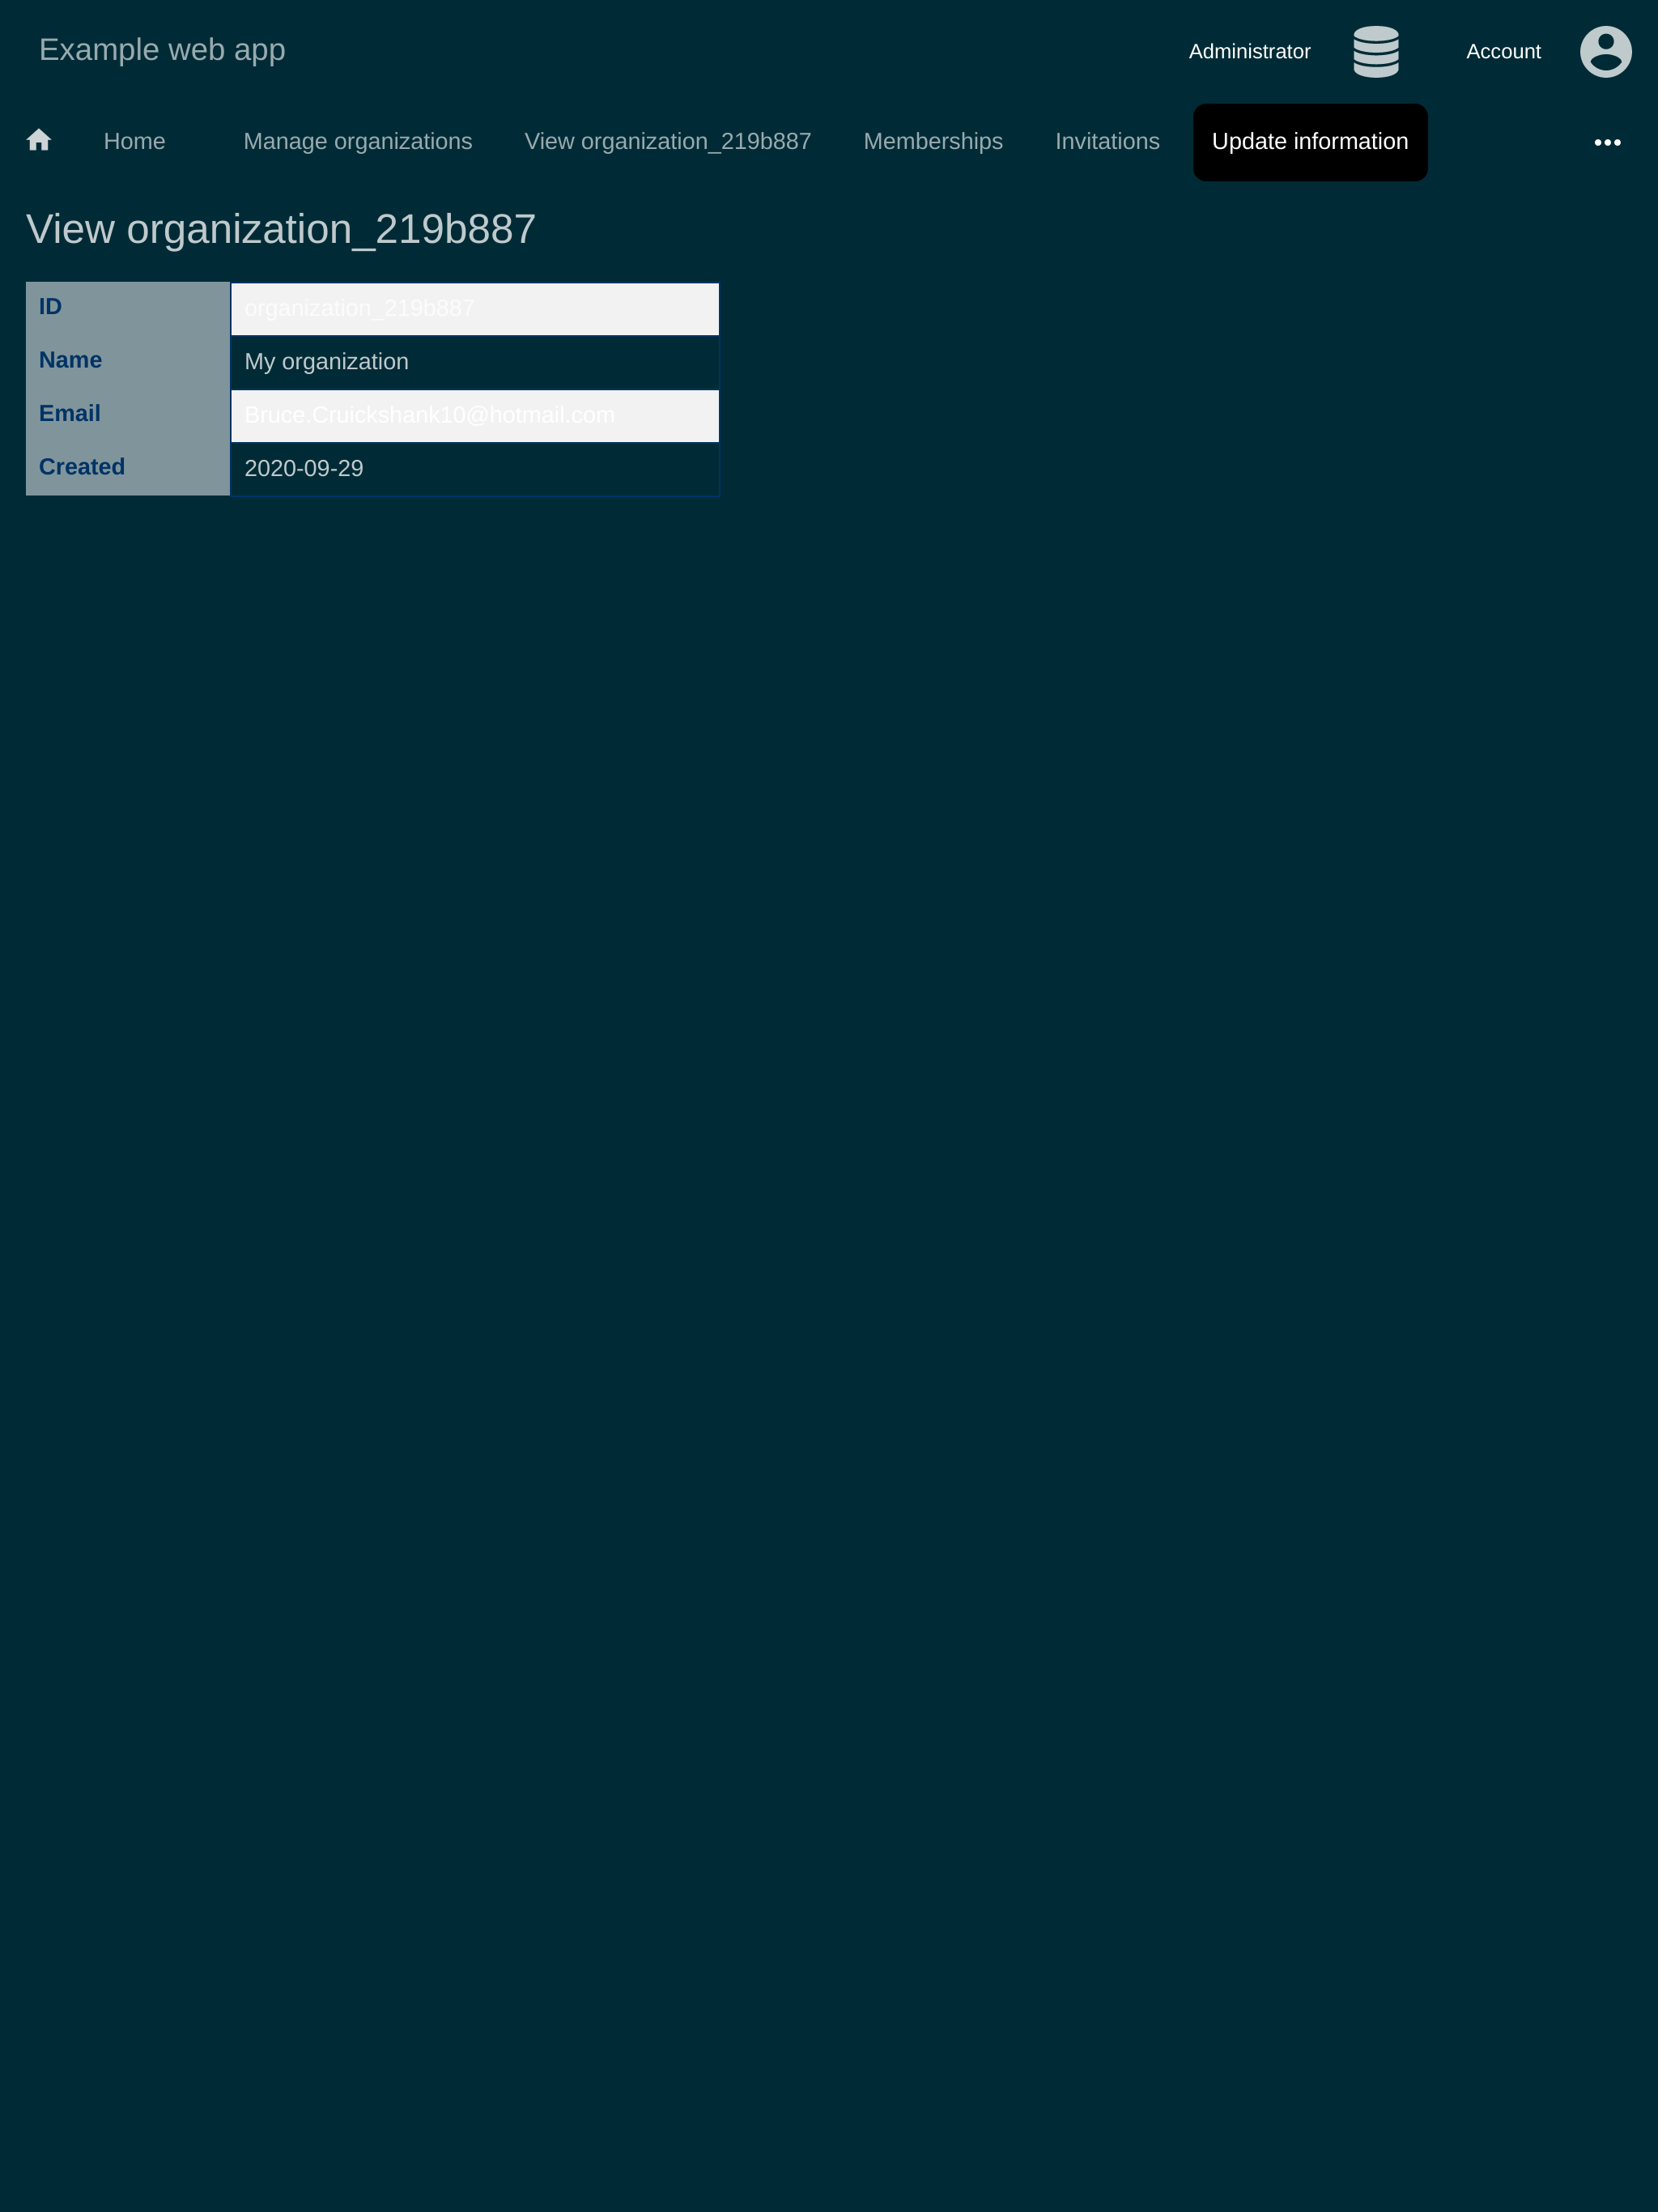 Example web app
Administrator
Account
Home
Manage organizations
View organization_219b887
Memberships
Invitations
Update information
View organization_219b887
ID organization_219b887
Name My organization
Email Bruce.Cruickshank10@hotmail.com
Created 2020-09-29